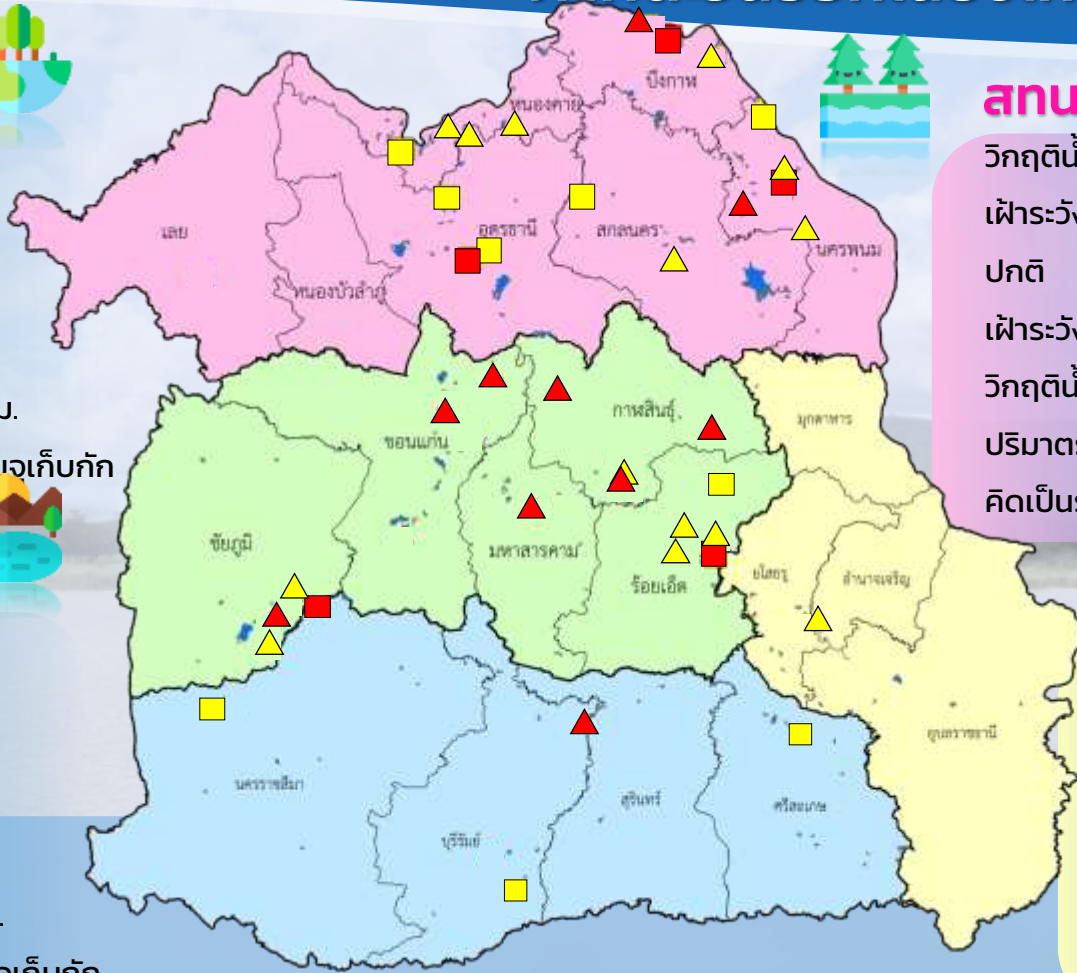 สทน
วิกฤติน้
เฝ้าระวัง
ปกติ
เฝ้าระวัง
วิกฤติน้
ปริมาตร
คิดเป็นร
ม.
มจุเก็บกัก
บึงกาฬ
หนองคาย
เลย
อุดรธานี
สกลนคร
นครพนม
หนองบัวลำภู
กาฬสินธุ์
มุกดาหาร
ขอนแก่น
ชัยภูมิ
มหาสารคาม
ร้อยเอ็ด
ยโสธร
อำนาจเจริญ
อุบลราชธานี
นครราชสีมา
สุรินทร์
ศรีสะเกษ
บุรีรัมย์
.